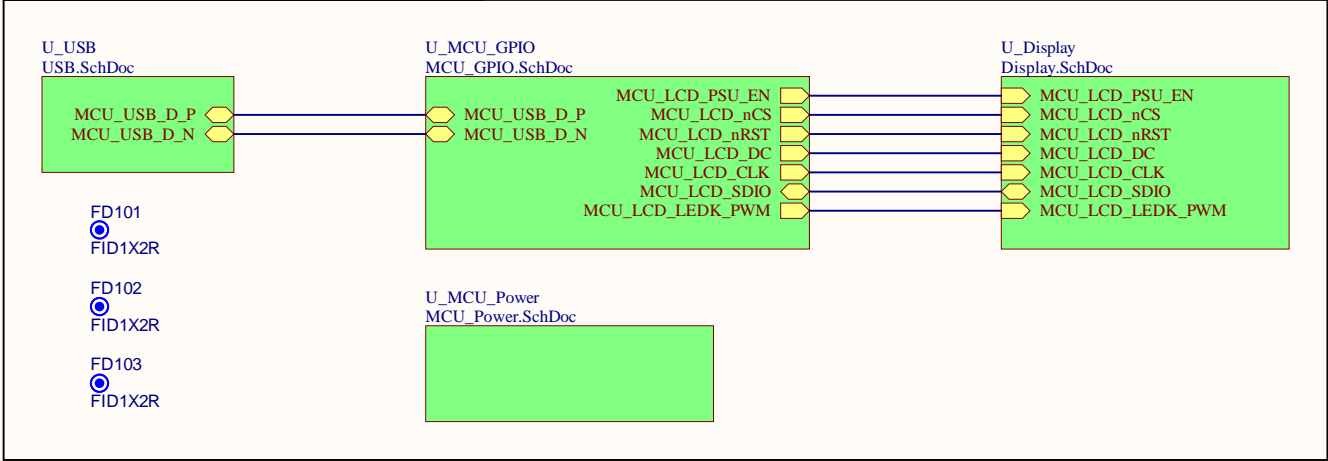 U_USB
USB.SchDoc
MCU_USB_D_P
MCU_USB_D_N
FD101
FID1X2R
FD102
FID1X2R
FD103
FID1X2R
U_MCU_GPIO
MCU_GPIO.SchDoc
MCU_USB_D_P
MCU_USB_D_N
MCU_LCD_PSU_EN
MCU_LCD_nCS
MCU_LCD_nRST
MCU_LCD_DC
MCU_LCD_CLK
MCU_LCD_SDIO
MCU_LCD_LEDK_PWM
U_MCU_Power
MCU_Power.SchDoc
U_Display
Display.SchDoc
MCU_LCD_PSU_EN
MCU_LCD_nCS
MCU_LCD_nRST
MCU_LCD_DC
MCU_LCD_CLK
MCU_LCD_SDIO
MCU_LCD_LEDK_PWM